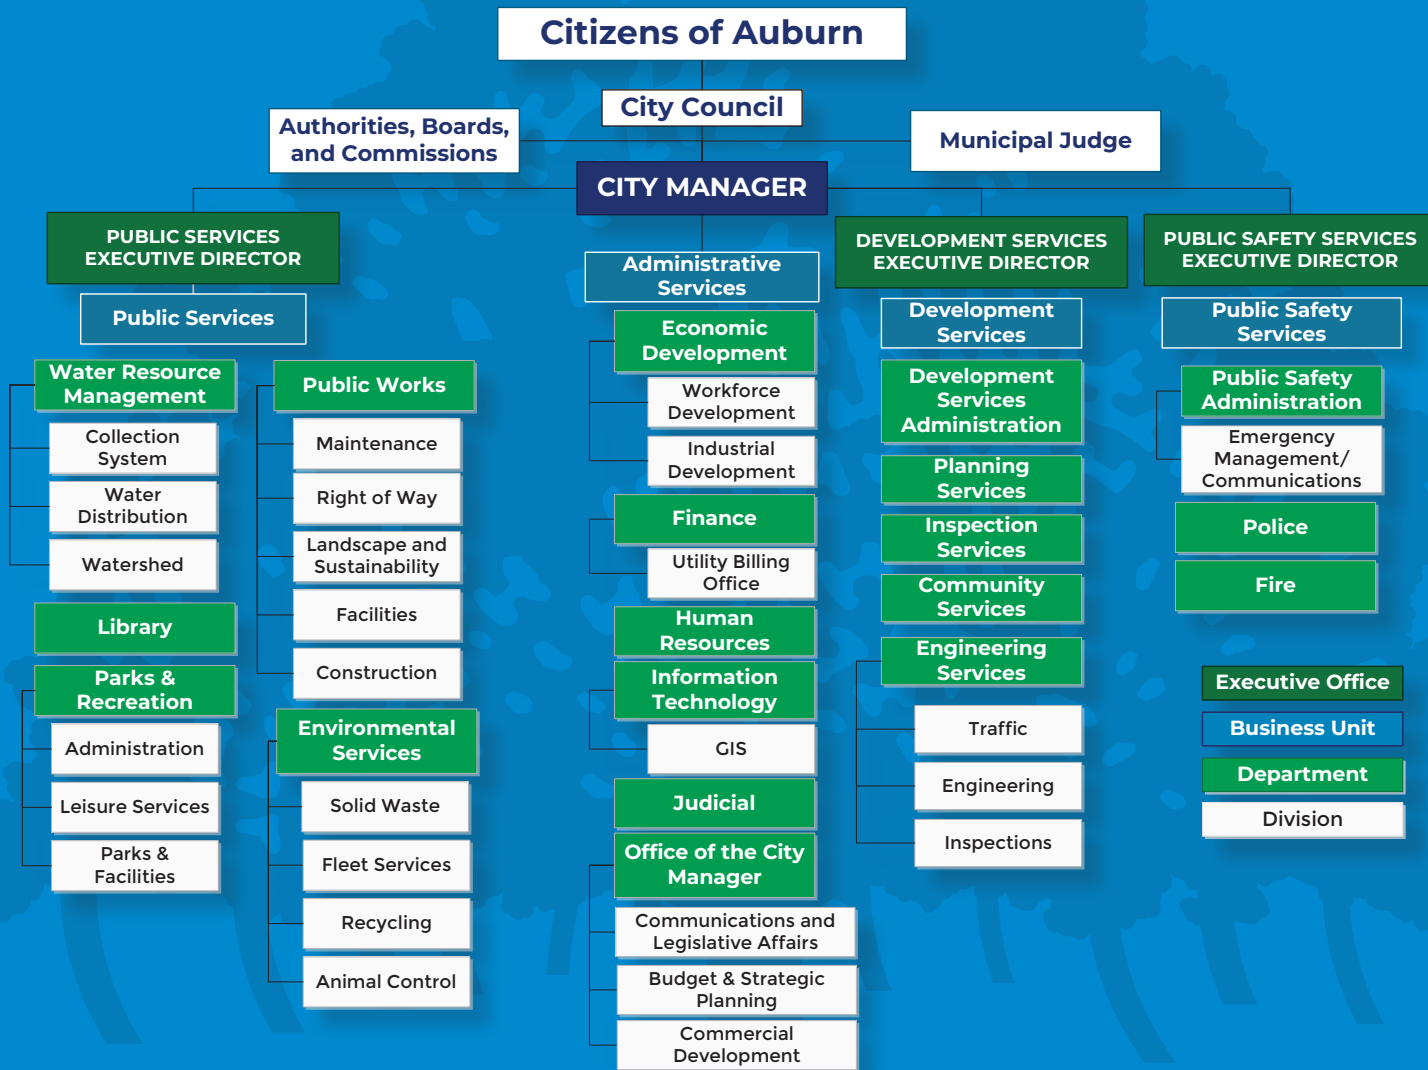 Citizens of Auburn
City Council
Authorities, Boards,
and Commissions
Municipal Judge
CITY MANAGER
PUBLIC SERVICES
EXECUTIVE DIRECTOR
Public Services
Water Resource
Management
Collection
System
Water
Distribution
Watershed
Library
Parks &
Recreation
Administration
Leisure Services
Parks &
Facilities
Public Works
Maintenance
Right of Way
Landscape and
Sustainability
Facilities
Construction
Environmental
Services
Solid Waste
Fleet Services
Recycling
Animal Control
Administrative
Services
Economic
Development
Workforce
Development
Industrial
Development
Finance
Utility Billing
Office
Human
Resources
Information
Technology
GIS
Judicial
Office of the City
Manager
Communications and
Legislative Affairs
Budget & Strategic
Planning
Commercial
Development
DEVELOPMENT SERVICES
EXECUTIVE DIRECTOR
Development
Services
Development
Services
Administration
Planning
Services
Inspection
Services
Community
Services
Engineering
Services
Traffic
Engineering
Inspections
PUBLIC SAFETY SERVICES
EXECUTIVE DIRECTOR
Public Safety
Services
Public Safety
Administration
Emergency
Management/
Communications
Police
Fire
Executive Office
Business Unit
Department
Division